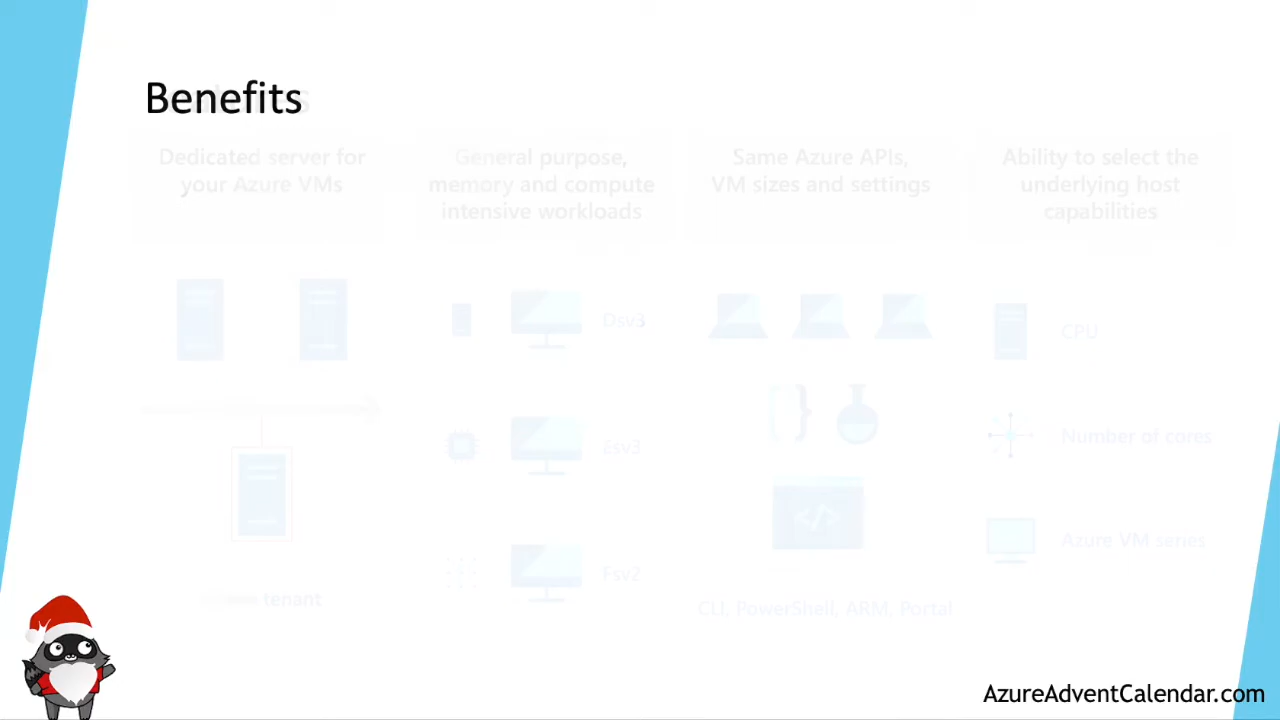 Benefits
Dedicated server for
your Azure VMs
General purpose,
memory and compute
intensive workloads
Same Azure APIs,
VM sizes and settings
Ability to select the
underlying host
capabilities
Dsv3
Esv3
Fsv2
CPU
Number of cores
Azure VM series
tenant
CLI, PowerShell, ARM, Portal
AzureAdventCalendar.com